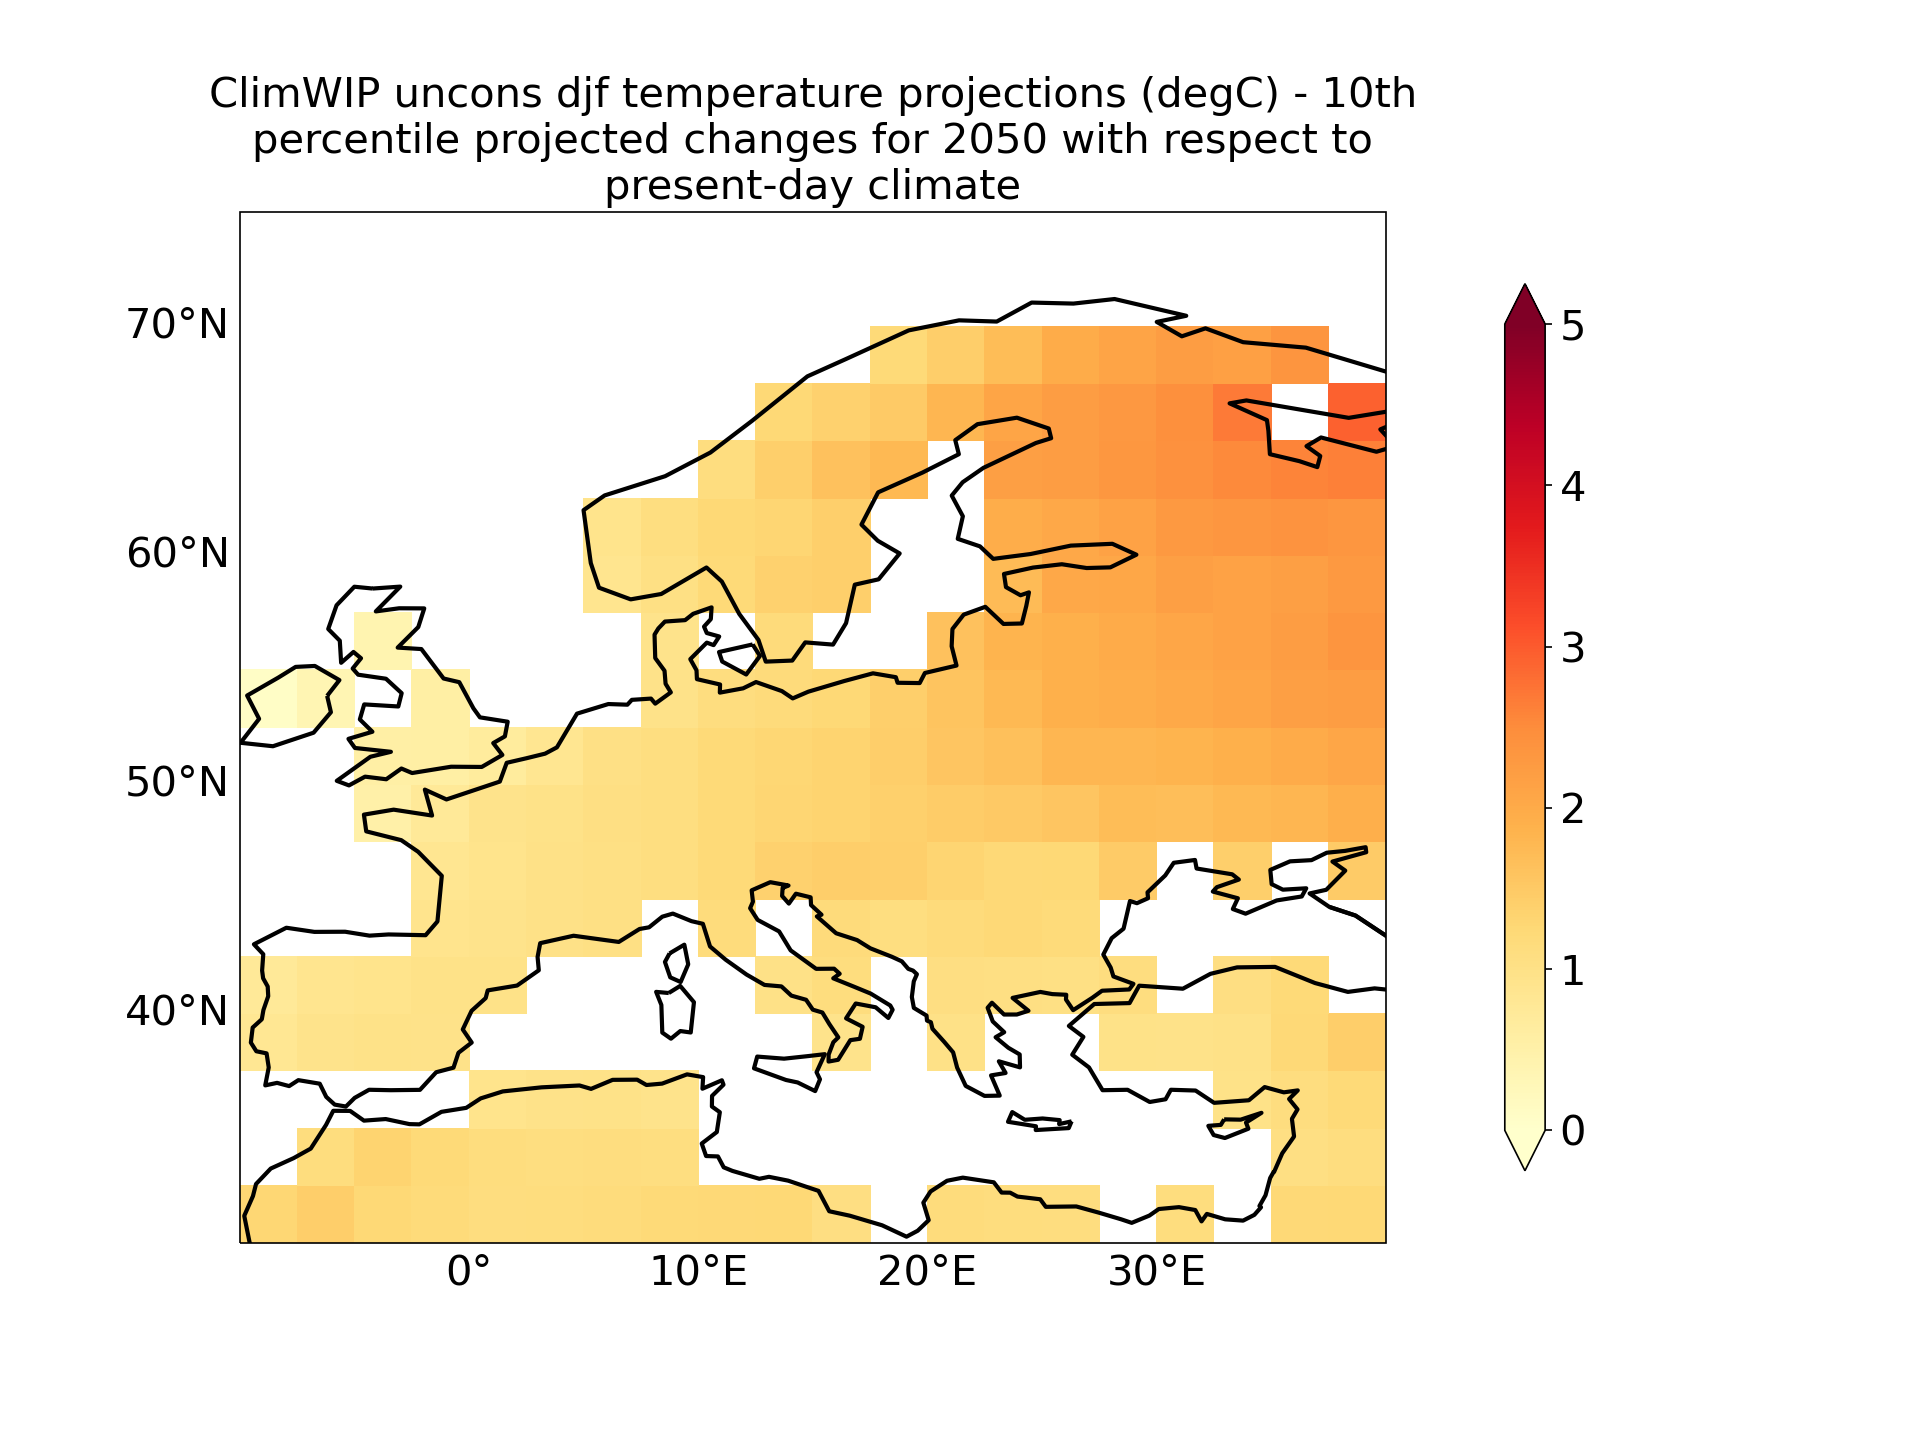 ClimWIP uncons djf temperature projections (degC) - 10th
percentile projected changes for 2050 with respect to
present-day climate
70°N
60°N
50°N
40°N
0°
10°E
20°E
30°E
5
4
3
2
1
0